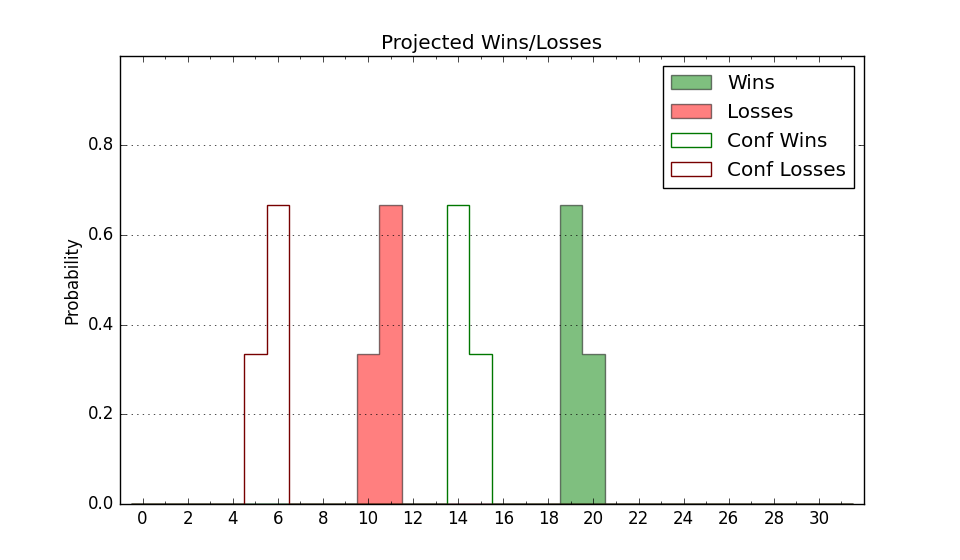 Projected Wins/Losses
Wins
Losses
Conf Wins
Conf Losses
Probability
0.8
0.6
0.4
0.2
0.0
0 2 4 6 8 10 12 14 16 18 20 22 24 26 28 30